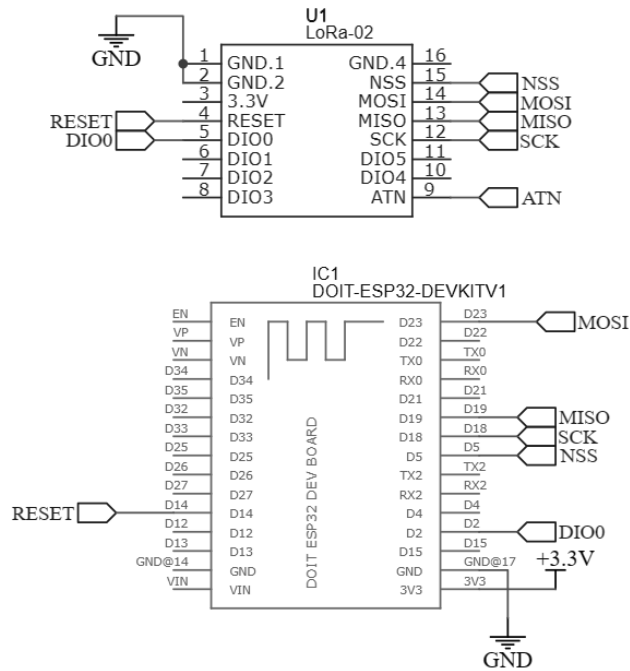 U1
LoRa-02
GND
1 GND.1 GND.4 16
2 GND.2 NSS 15 NSS
3 3.3V MOSI 14 MOSI
RESET 4 RESET MISO 13 MISO
DIO0 5 DIO0 SCK 12 SCK
6 DIO1 DIO5 11
7 DIO2 DIO4 10
8 DIO3 ATN 9 ATN
IC1
DOIT-ESP32-DEVKITV1
EN EN D23 D23 MOSI
VP VP D22 D22
VN VN TX0 TX0
D34 D34 RX0 RX0
D35 D35 D21 D21
D32 D32 D19 D19 MISO
D33 D33 D18 D18 SCK
D25 D25 D5 D5 NSS
D26 D26 TX2 TX2
D27 D27 RX2 RX2
RESET D14 D14 D4 D4
D12 D12 D2 D2 DIO0
D13 D13 D15 D15
GND@14 GND GND GND@17 +3.3V
VIN VIN 3V3 3V3
DOIT ESP32 DEV BOARD
GND